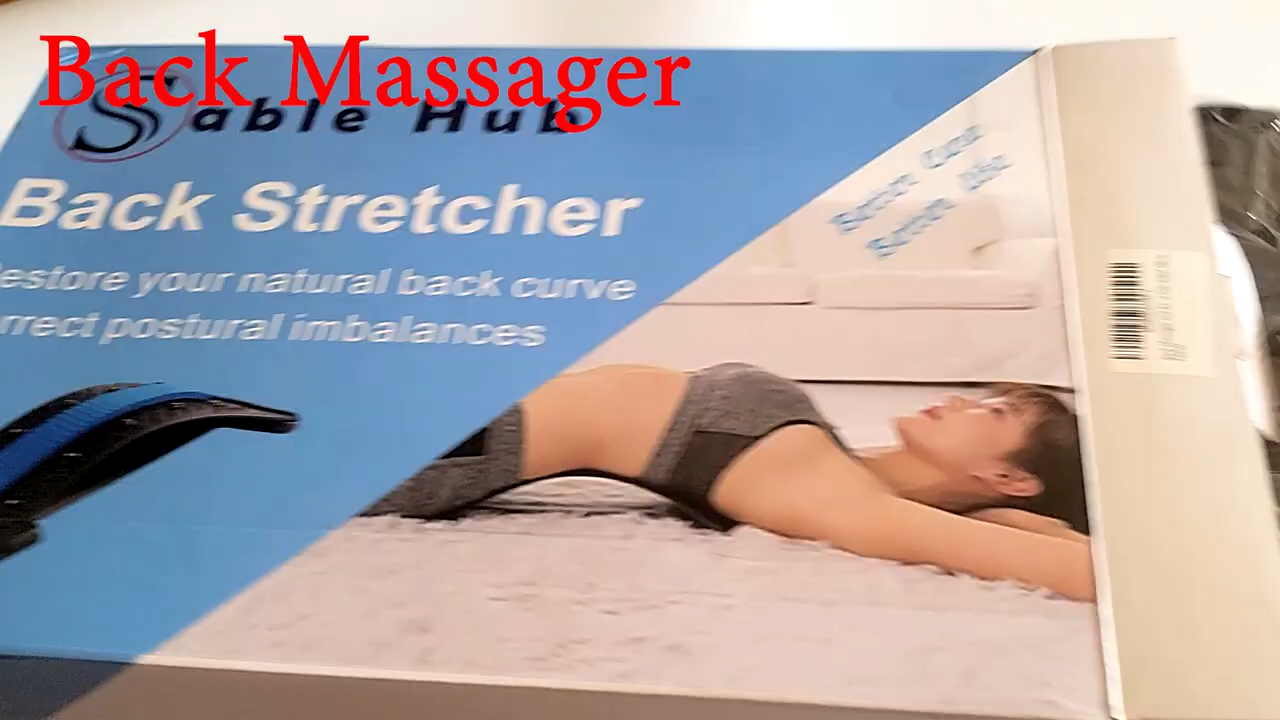 Back Massager
Sable Hub
Back Stretcher
estore your natural back curve
rrect postural imbalances